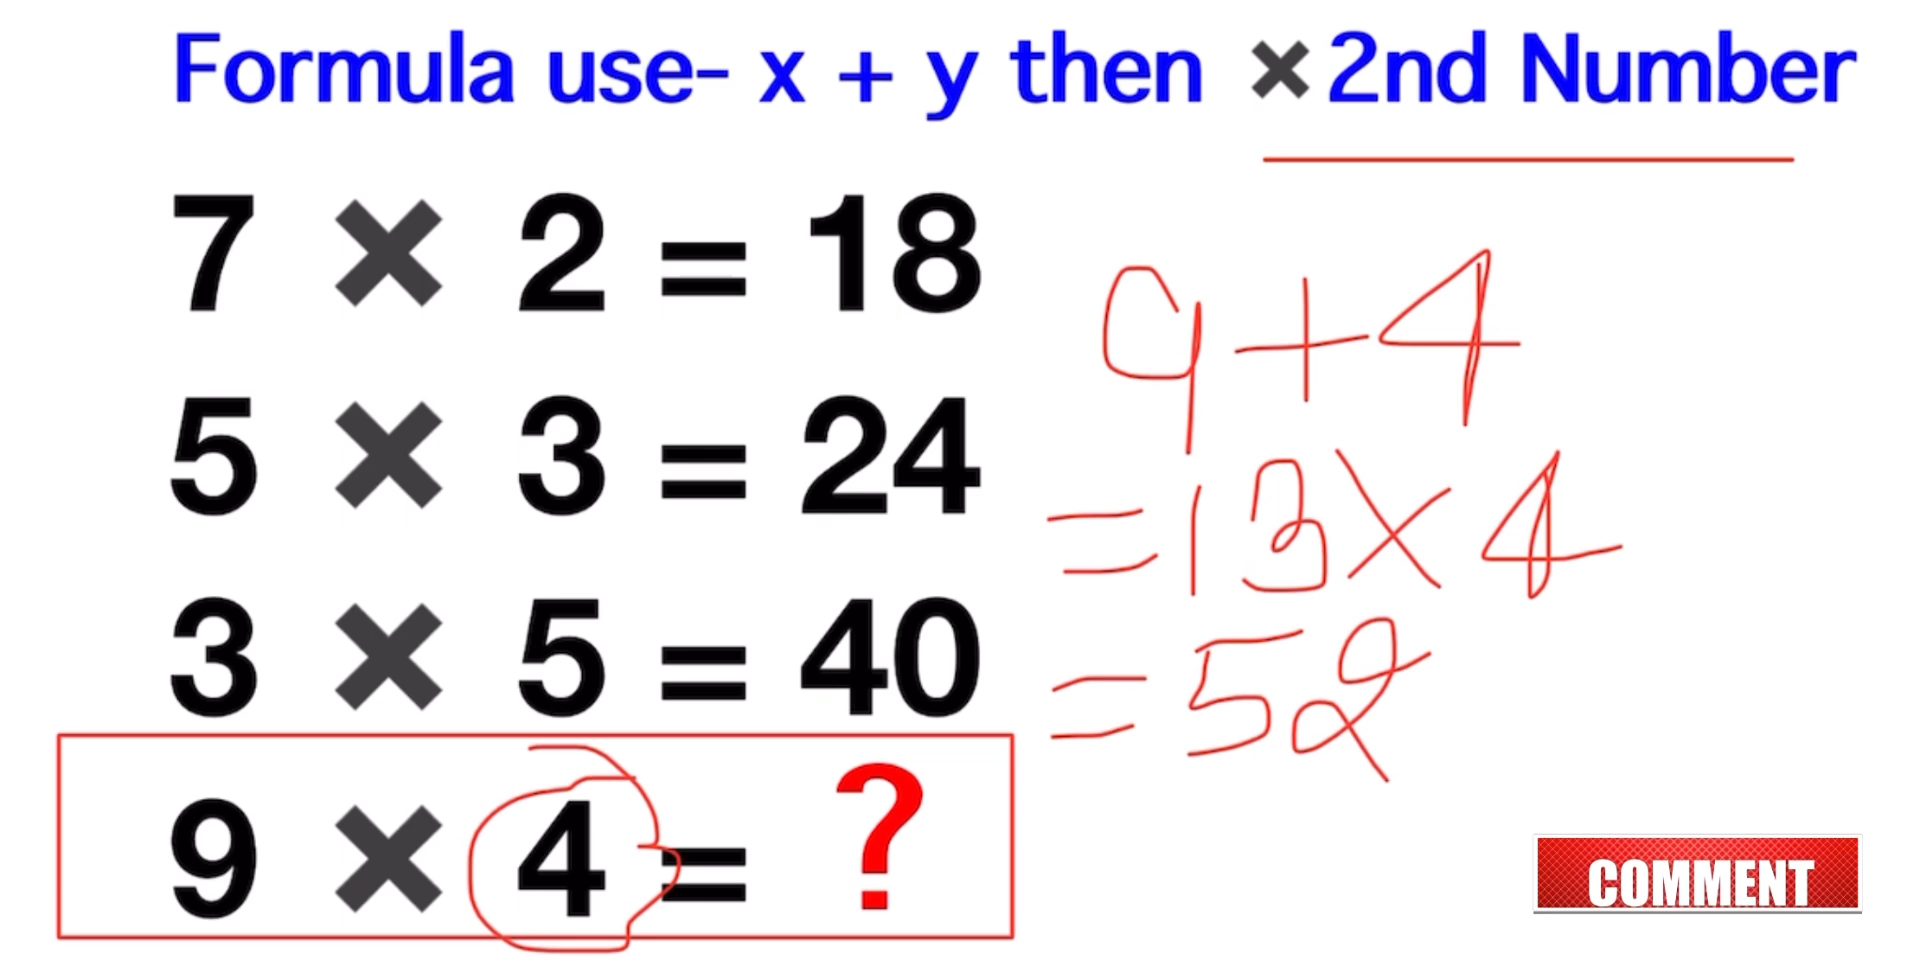 Formula use- x + y then ✖ 2nd Number
7 ✖ 2 = 18
5 ✖ 3 = 24
3 ✖ 5 = 40
9 ✖ 4 = ?
9+4
=13×4
=52
COMMENT